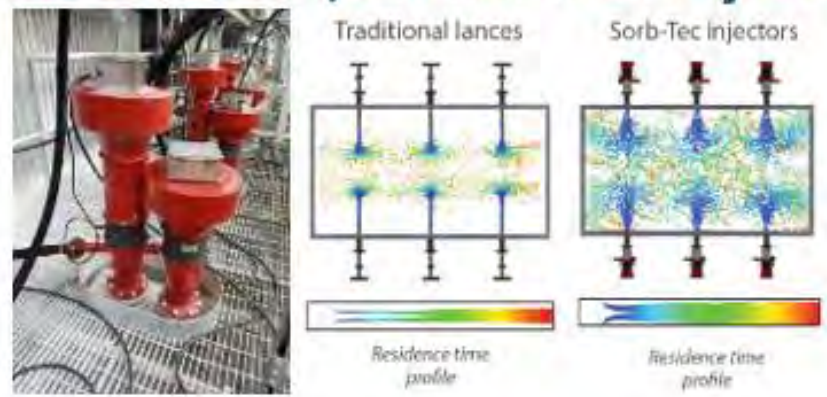 Traditional lances
Sorb-Tec injectors
Residence time
profile
Residence time
profile